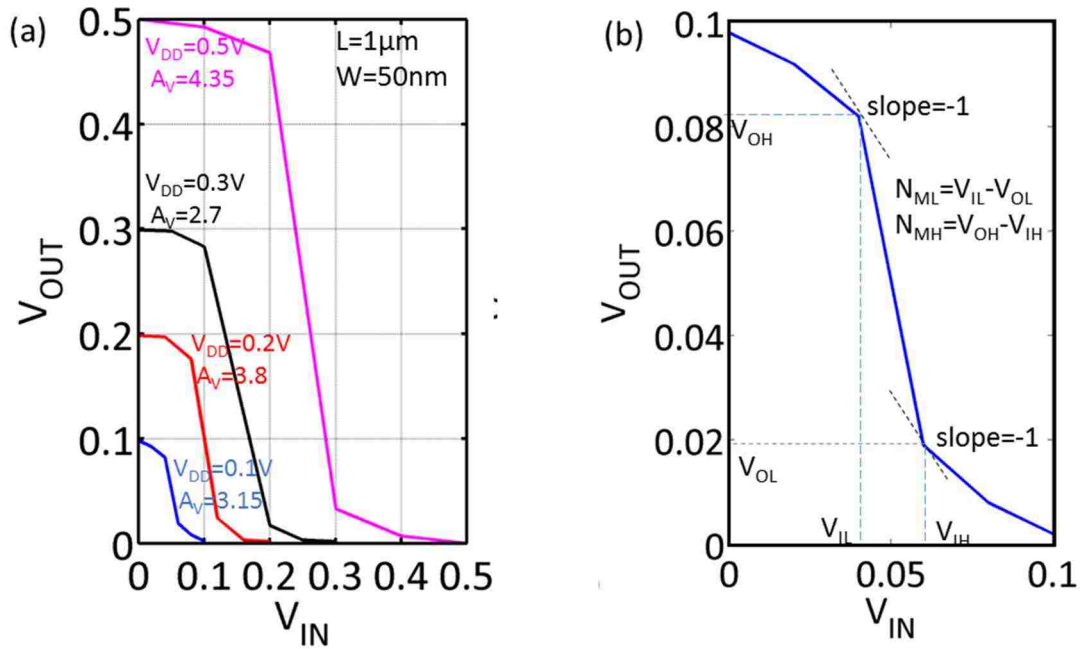 (a)
0.5
0.4
0.3
0.2
0.1
0
V_OUT
V_DD=0.5V
A_V=4.35
L=1μm
W=50nm
V_DD=0.3V
A_V=2.7
V_DD=0.2V
A_V=3.8
V_DD=0.1V
A_V=3.15
0 0.1 0.2 0.3 0.4 0.5
V_IN
(b)
0.1
0.08
0.06
0.04
0.02
0
V_OUT
slope=-1
V_OH
N_ML=V_IL-V_OL
N_MH=V_OH-V_IH
slope=-1
V_OL
V_IL
V_IH
0 0.05 0.1
V_IN